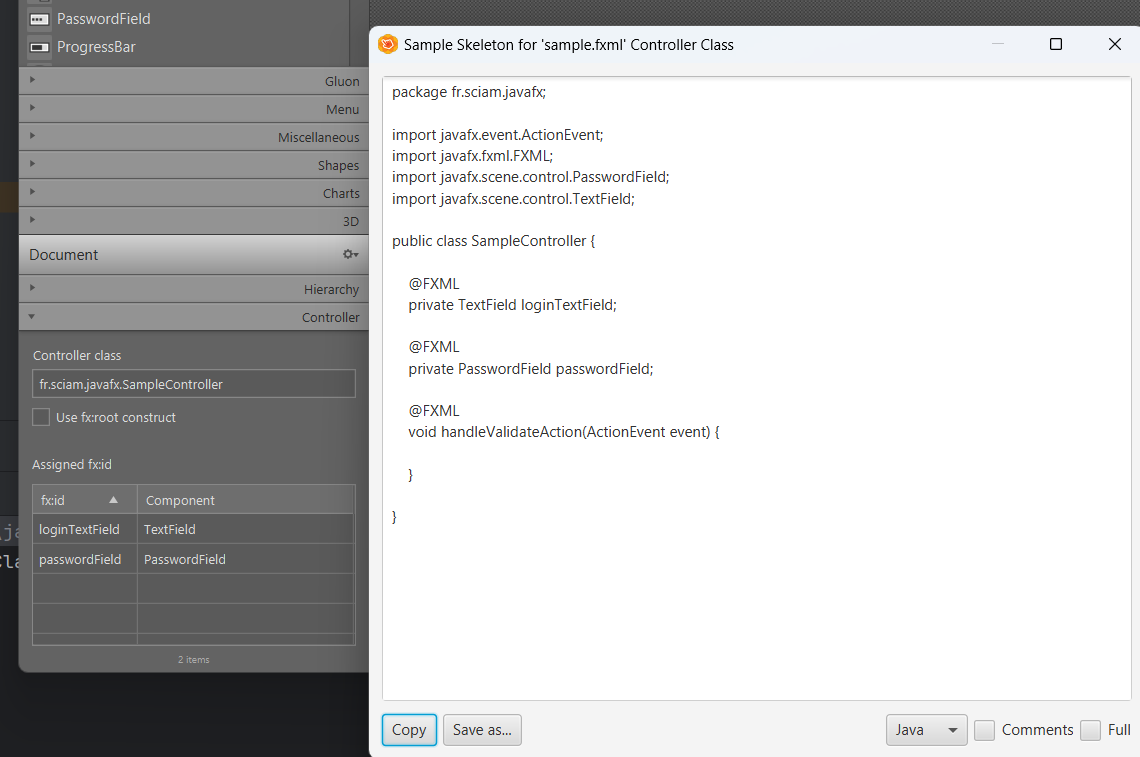 PasswordField
ProgressBar
Gluon
Menu
Miscellaneous
Shapes
Charts
3D
Document
Hierarchy
Controller
Controller class
fr.sciam.javafx.SampleController
Use fx:root construct
Assigned fx:id
fx:id Component
loginTextField TextField
passwordField PasswordField
2 items
Sample Skeleton for 'sample.fxml' Controller Class
package fr.sciam.javafx;
import javafx.event.ActionEvent;
import javafx.fxml.FXML;
import javafx.scene.control.PasswordField;
import javafx.scene.control.TextField;
public class SampleController {
@FXML
private TextField loginTextField;
@FXML
private PasswordField passwordField;
@FXML
void handleValidateAction(ActionEvent event) {
}
}
Copy Save as... Java Comments Full